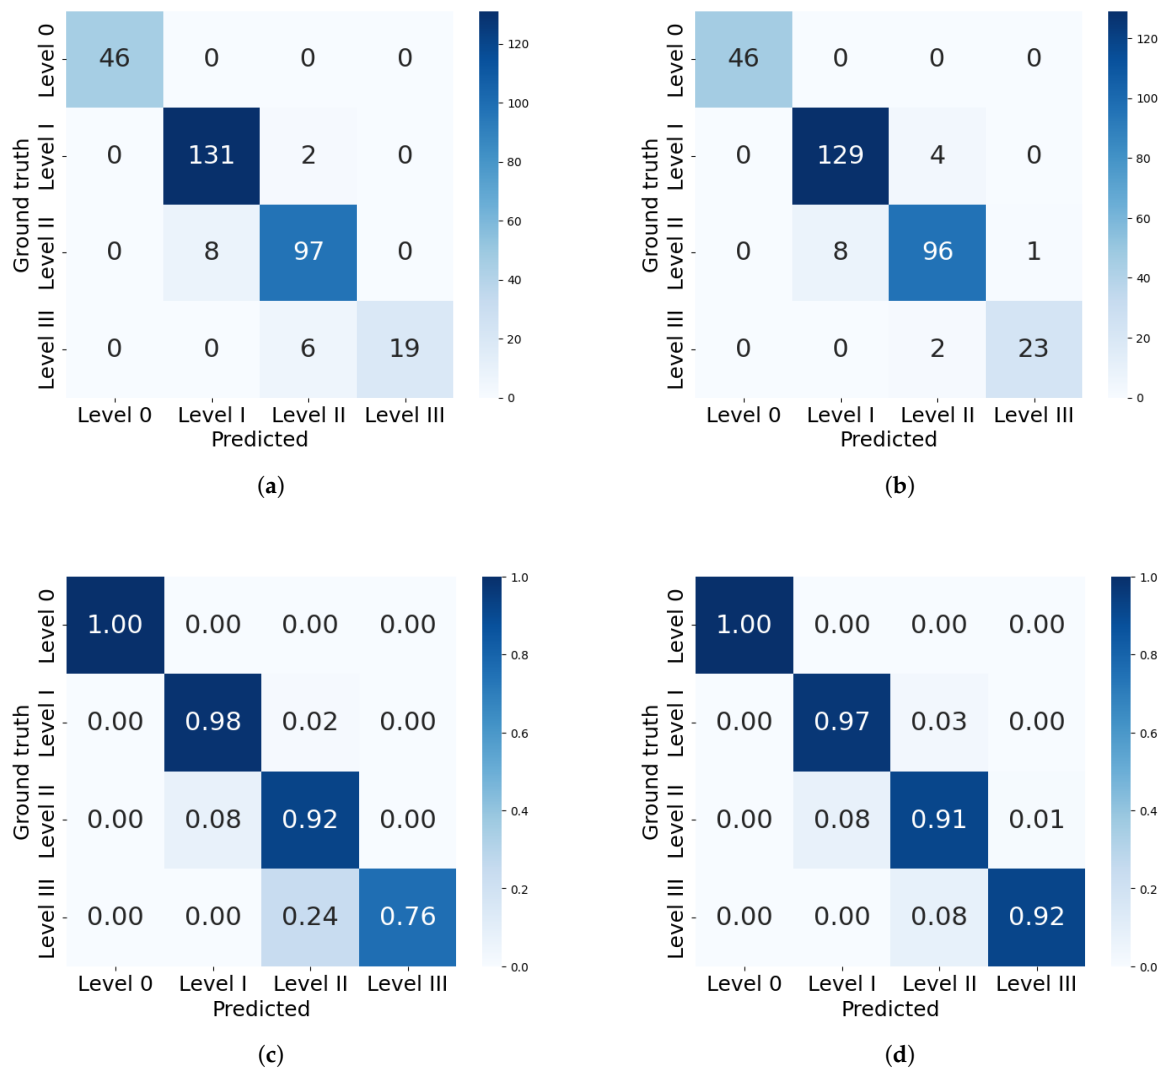 Level 0 46 0 0 0
Level I 0 131 2 0
Level II 0 8 97 0
Level III 0 0 6 19
Ground truth
Level 0 Level I Level II Level III
Predicted
120
100
80
60
40
20
0
(a)
Level 0 46 0 0 0
Level I 0 129 4 0
Level II 0 8 96 1
Level III 0 0 2 23
Ground truth
Level 0 Level I Level II Level III
Predicted
120
100
80
60
40
20
0
(b)
Level 0 1.00 0.00 0.00 0.00
Level I 0.00 0.98 0.02 0.00
Level II 0.00 0.08 0.92 0.00
Level III 0.00 0.00 0.24 0.76
Ground truth
Level 0 Level I Level II Level III
Predicted
1.0
0.8
0.6
0.4
0.2
0.0
(c)
Level 0 1.00 0.00 0.00 0.00
Level I 0.00 0.97 0.03 0.00
Level II 0.00 0.08 0.91 0.01
Level III 0.00 0.00 0.08 0.92
Ground truth
Level 0 Level I Level II Level III
Predicted
1.0
0.8
0.6
0.4
0.2
0.0
(d)